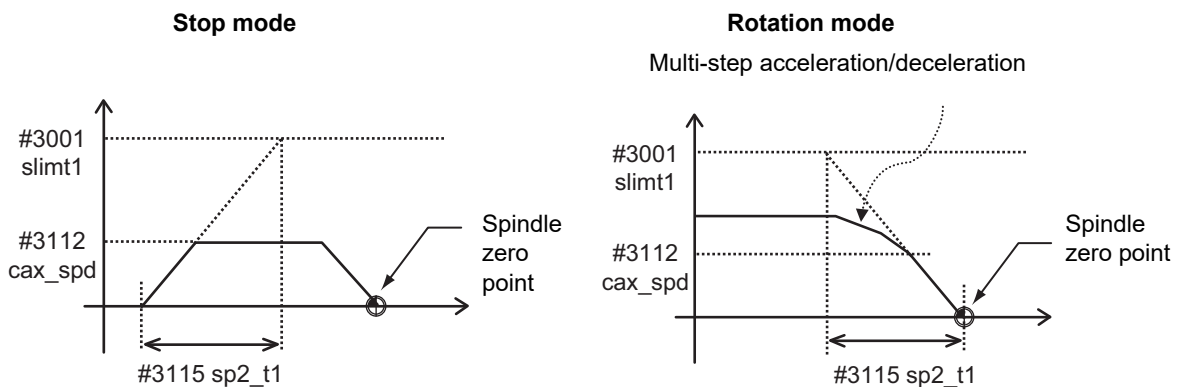 Stop mode
#3001
slimt1
#3112
cax_spd
Spindle
zero
point
#3115 sp2_t1
Rotation mode
Multi-step acceleration/deceleration
#3001
slimt1
#3112
cax_spd
Spindle
zero point
#3115 sp2_t1